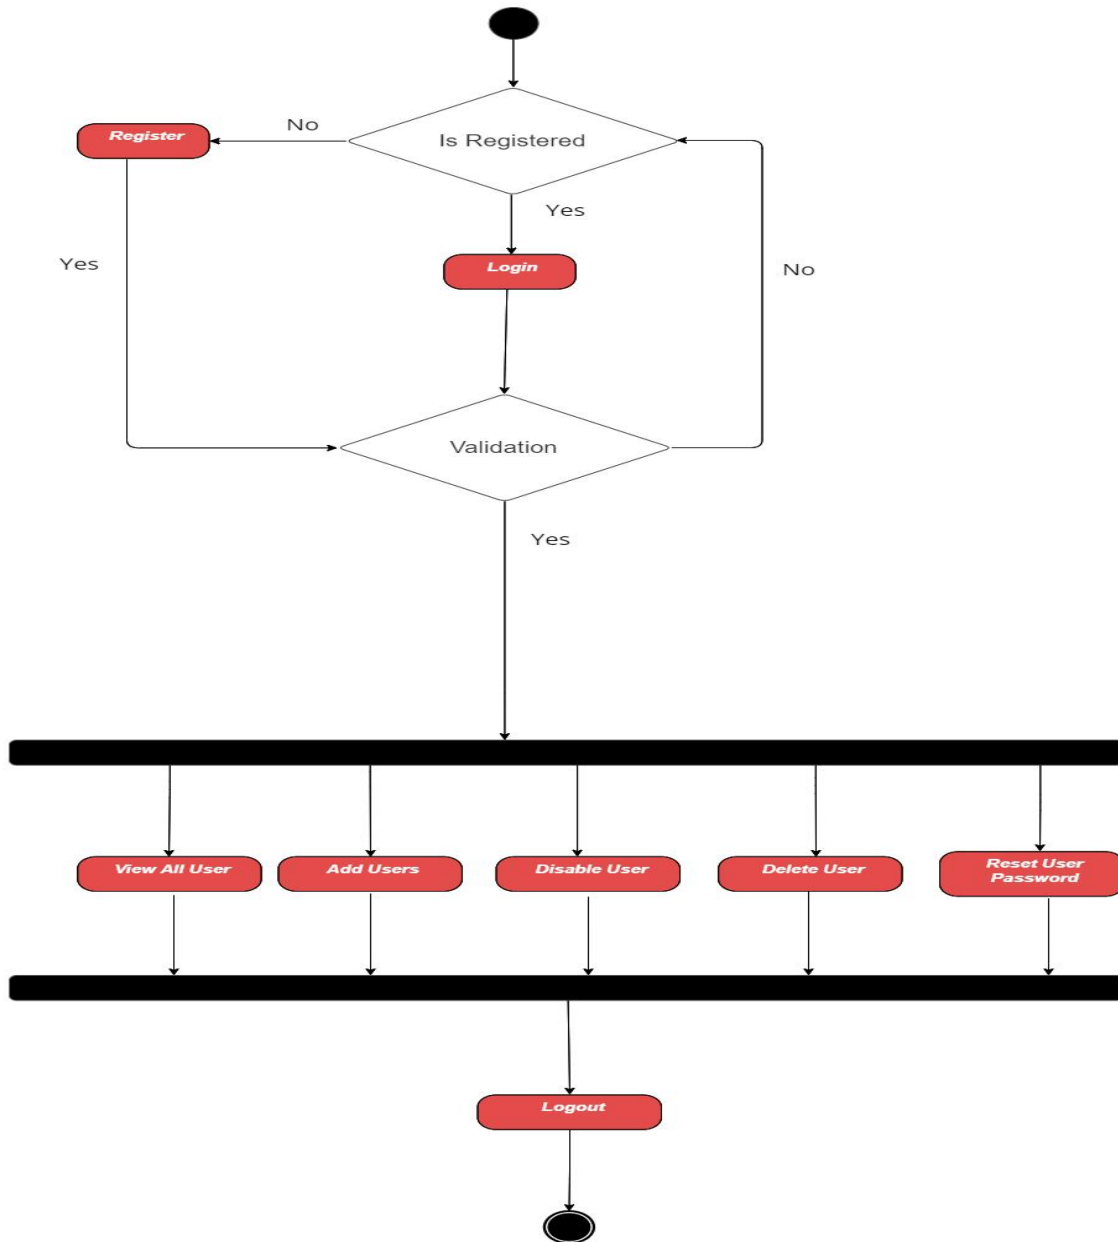 Is Registered
No
Register
Yes
Yes
Login
No
Validation
Yes
View All User
Add Users
Disable User
Delete User
Reset User
Password
Logout